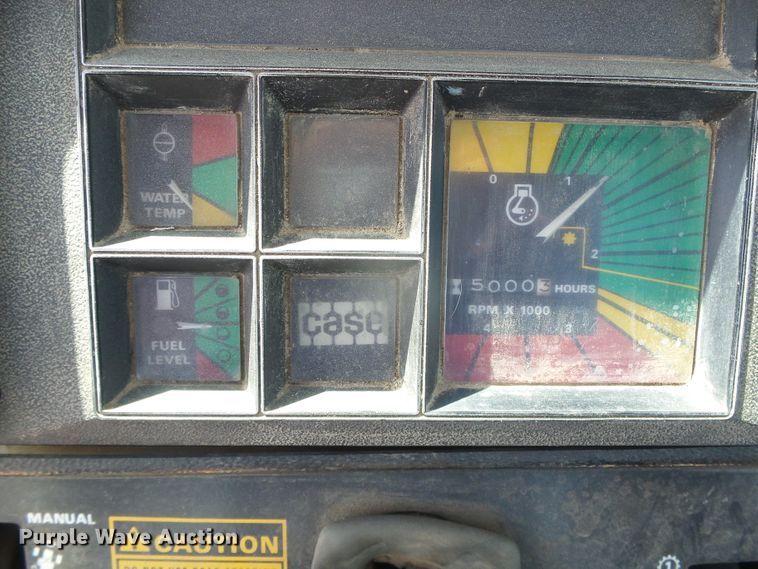 0
1
WATER
TEMP
2
50003 HOURS
RPM X 1000
case
4
3
FUEL
LEVEL
MANUAL
Purple Wave Auction
CAUTION
1